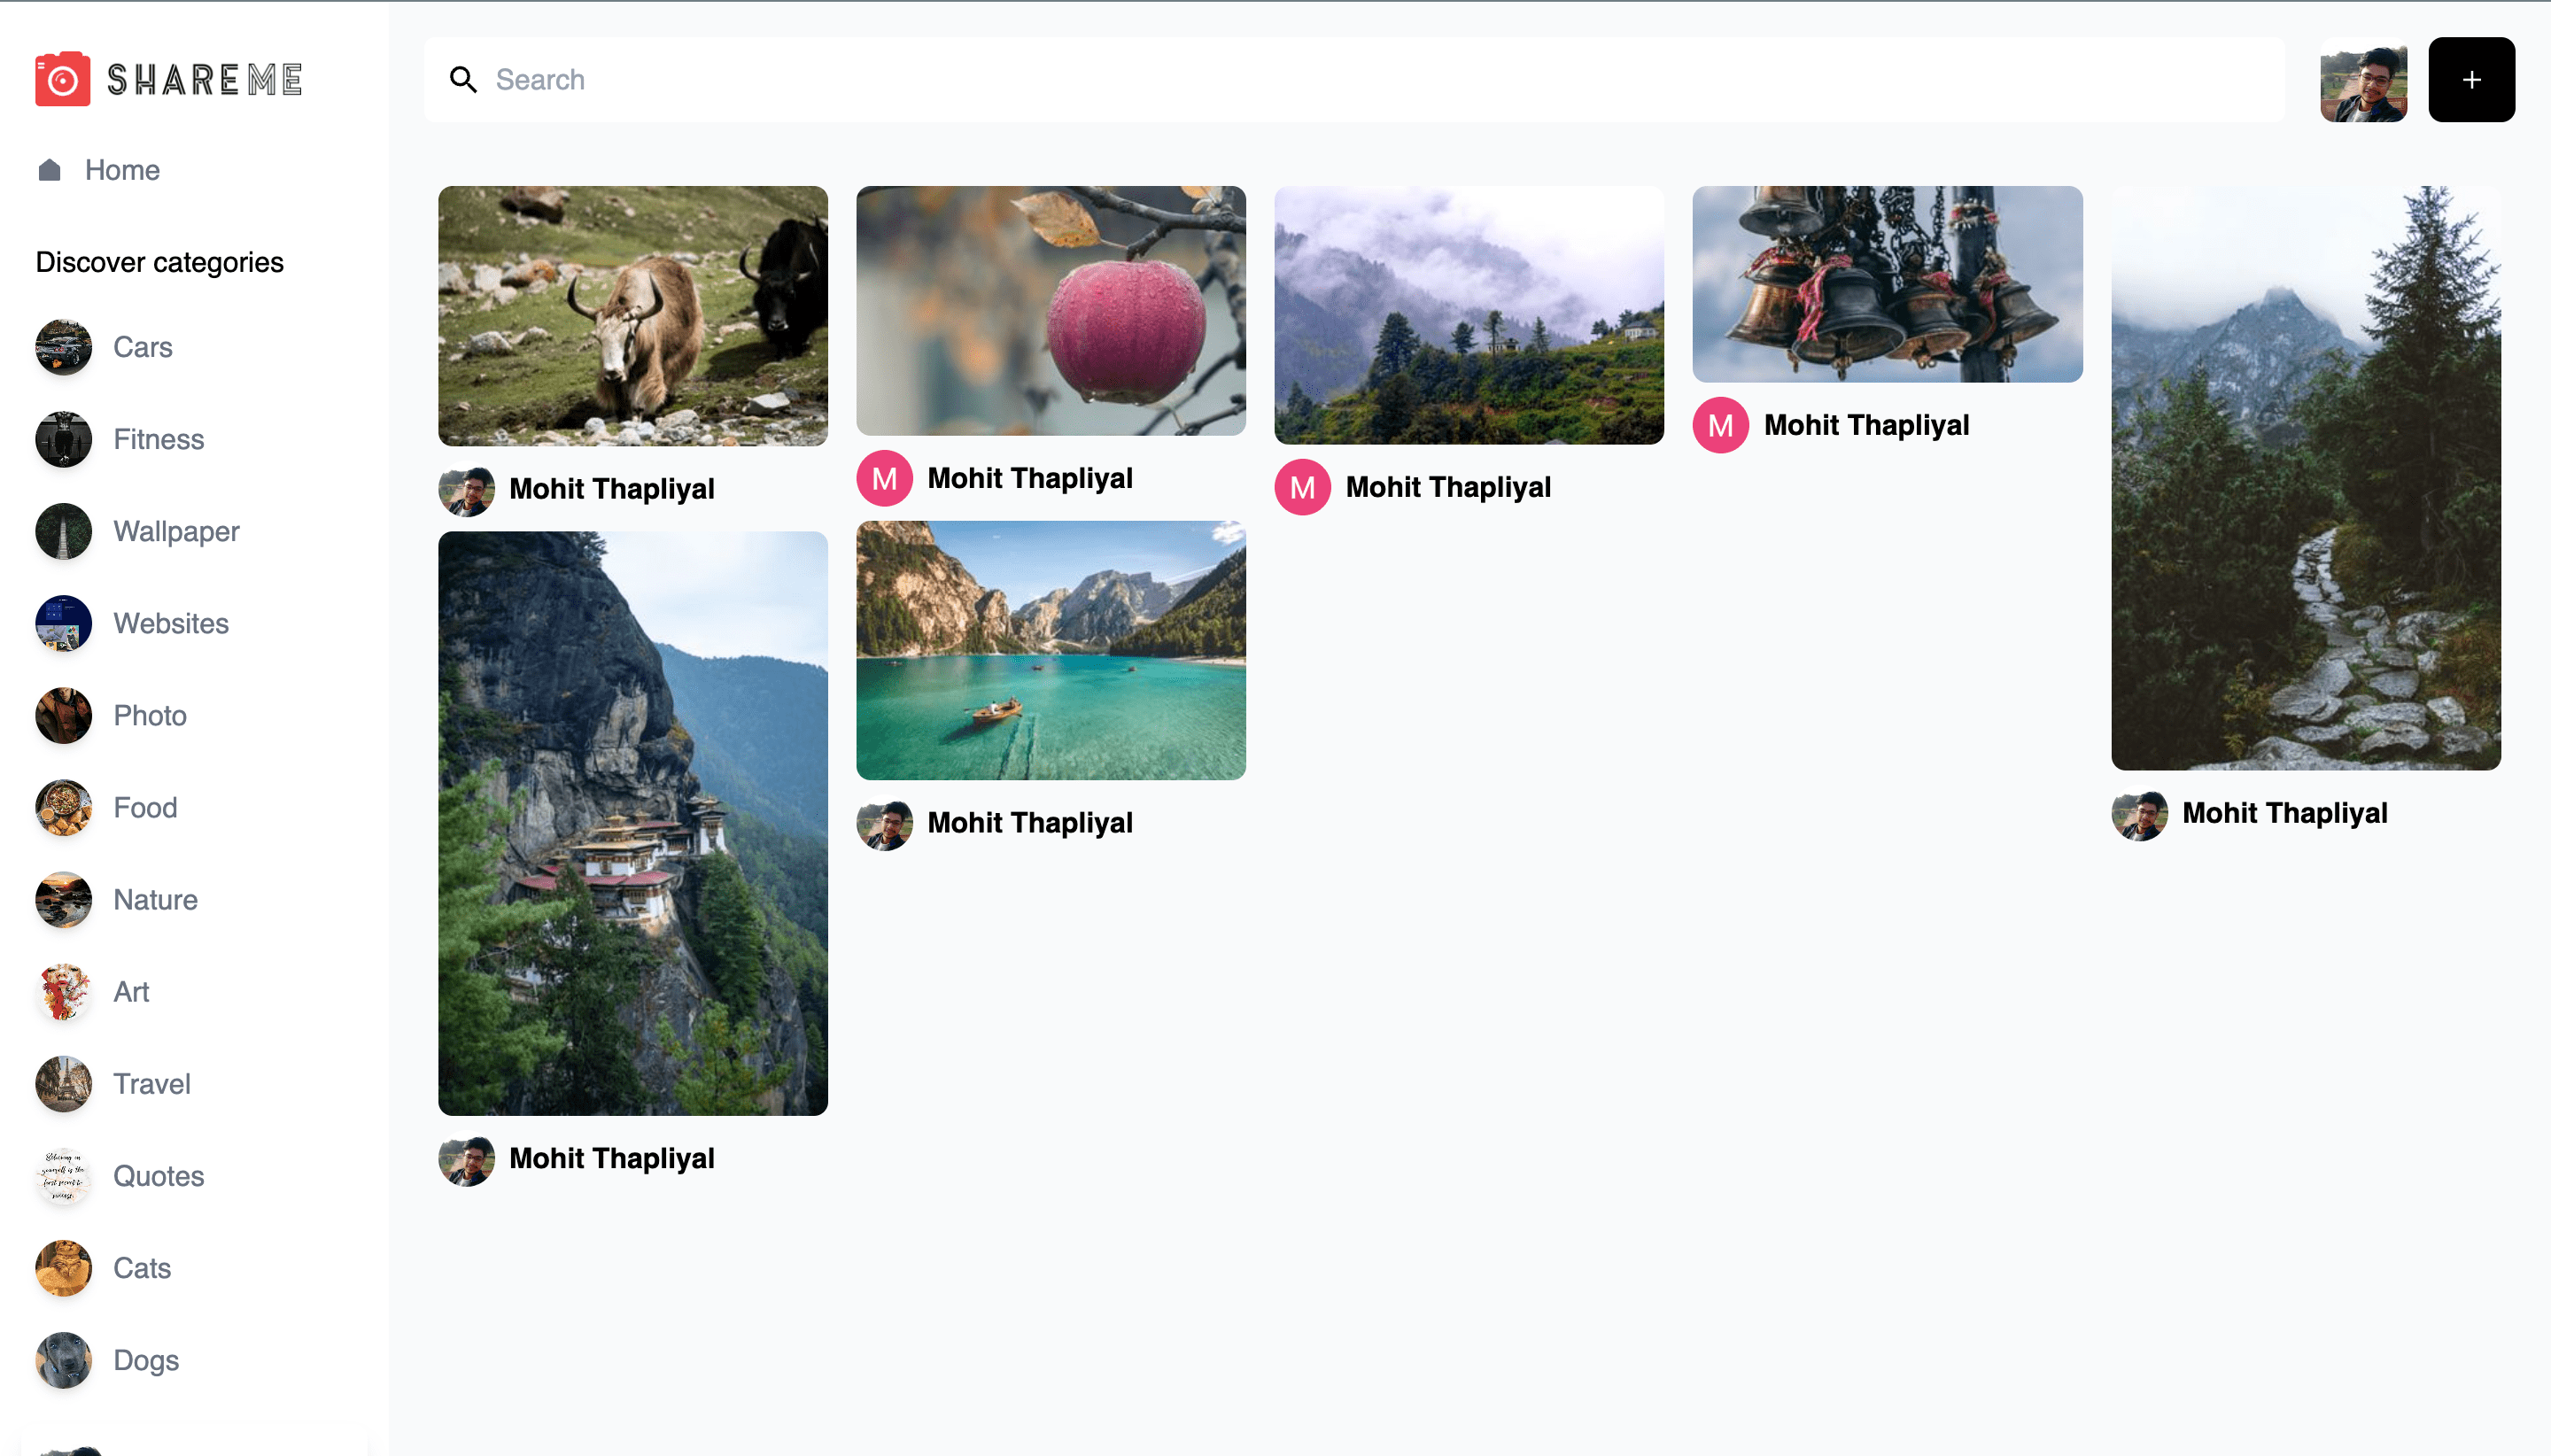 SHAREME
Search
+
Home
Discover categories
Cars
Fitness
Wallpaper
Websites
Photo
Food
Nature
Art
Travel
Quotes
Cats
Dogs
Mohit Thapliyal
M Mohit Thapliyal
M Mohit Thapliyal
M Mohit Thapliyal
Mohit Thapliyal
Mohit Thapliyal
Mohit Thapliyal